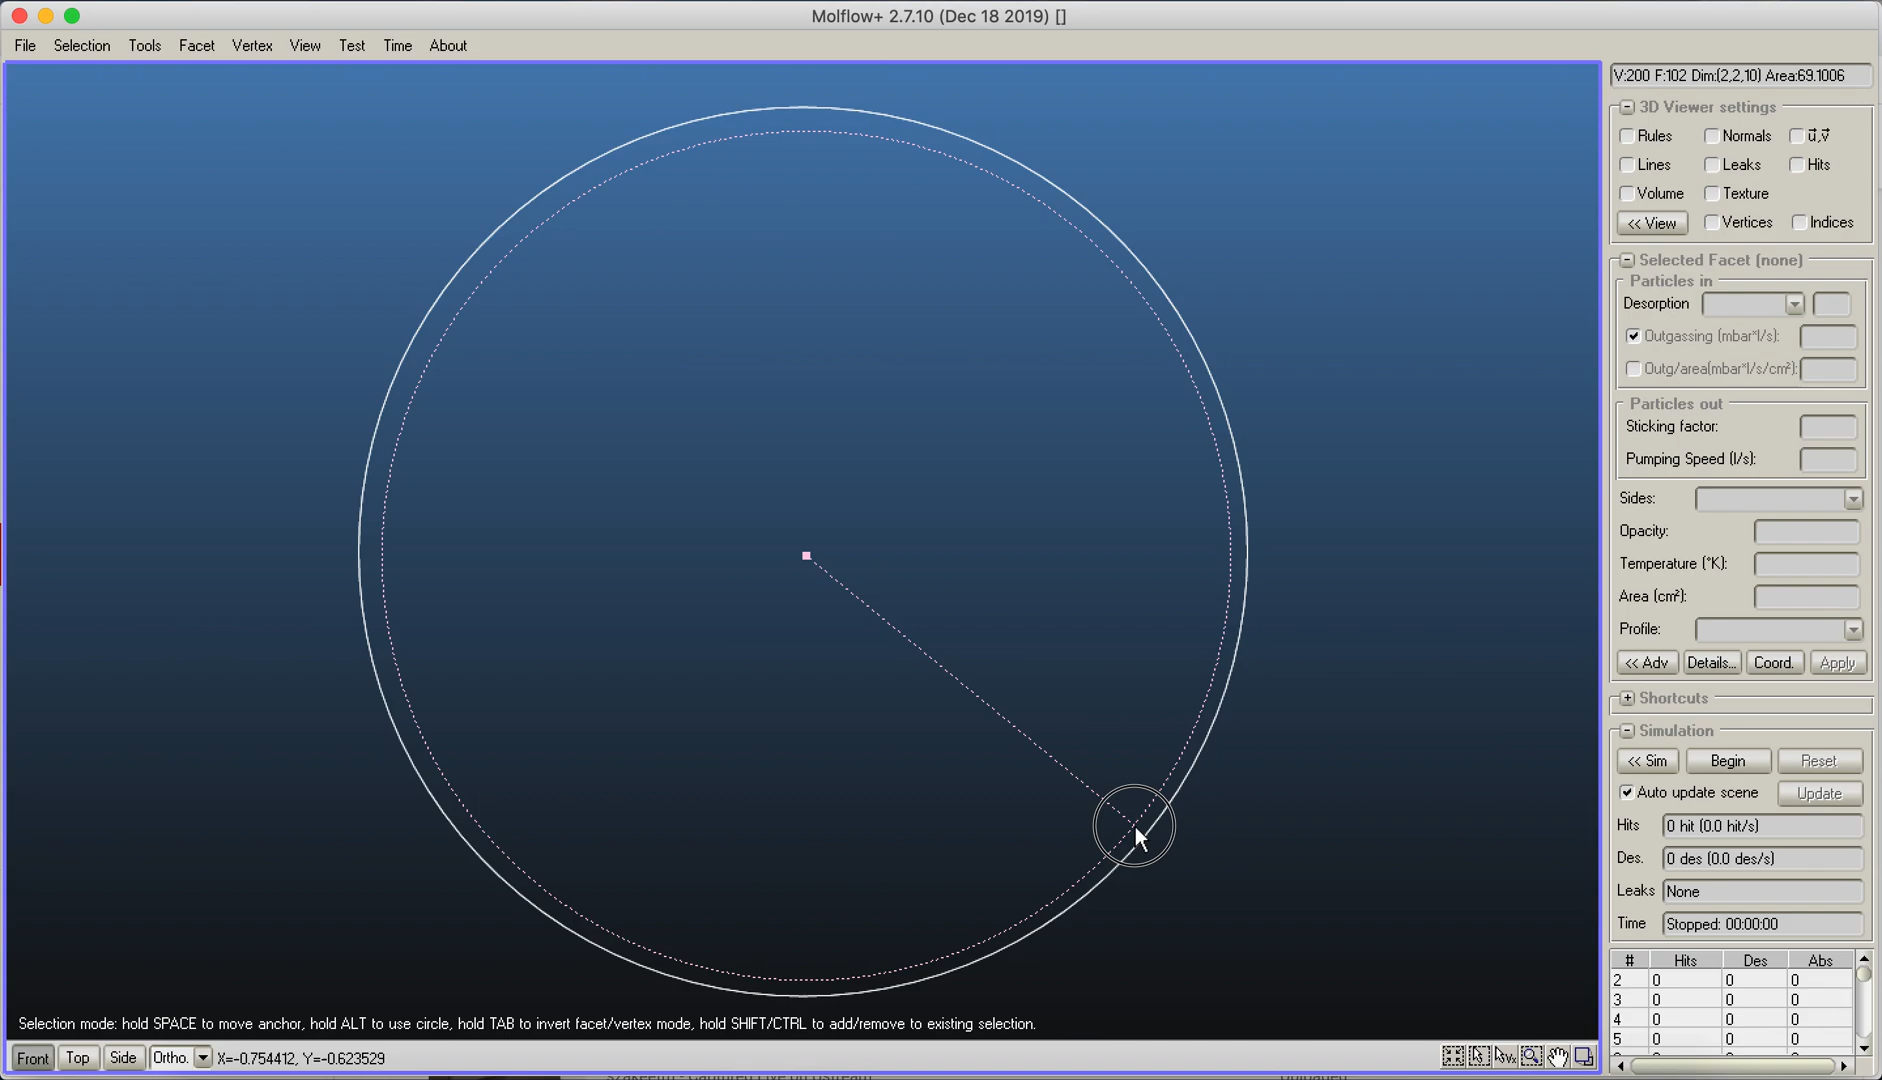 Molflow+ 2.7.10 (Dec 18 2019) []
File Selection Tools Facet Vertex View Test Time About
V:200 F:102 Dim:(2,2,10) Area:69.1006
3D Viewer settings
Rules Normals u,v
Lines Leaks Hits
Volume Texture
<< View Vertices Indices
Selected Facet (none)
Particles in
Desorption
Outgassing (mbar*l/s):
Outg/area(mbar*l/s/cm²):
Particles out
Sticking factor:
Pumping Speed (l/s):
Sides:
Opacity:
Temperature (°K):
Area (cm²):
Profile:
<< Adv Details... Coord. Apply
Shortcuts
Simulation
<< Sim Begin Reset
Auto update scene Update
Hits 0 hit (0.0 hit/s)
Des. 0 des (0.0 des/s)
Leaks None
Time Stopped: 00:00:00
# Hits Des Abs
2 0 0 0
3 0 0 0
4 0 0 0
5 0 0 0
Selection mode: hold SPACE to move anchor, hold ALT to use circle, hold TAB to invert facet/vertex mode, hold SHIFT/CTRL to add/remove to existing selection.
Front Top Side Ortho. X=-0.754412, Y=-0.623529
Vx